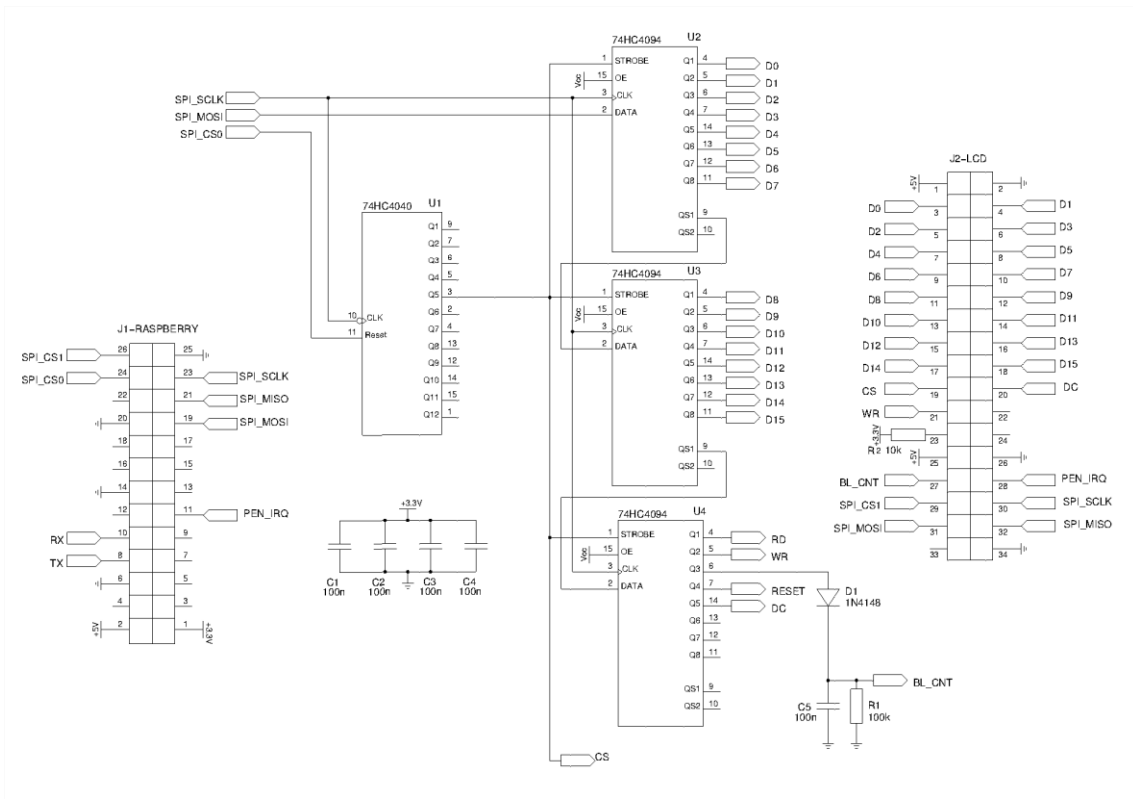 SPI_SCLK
SPI_MOSI
SPI_CS0
74HC4094 U2
1 STROBE Q1 4 D0
Vcc 15 OE Q2 5 D1
3 CLK Q3 6 D2
2 DATA Q4 7 D3
Q5 14 D4
Q6 13 D5
Q7 12 D6
Q8 11 D7
QS1 9
QS2 10
74HC4040 U1
Q1 9
Q2 7
Q3 6
Q4 5
Q5 3
Q6 2
10 CLK Q7 4
11 Reset Q8 13
Q9 12
Q10 14
Q11 15
Q12 1
74HC4094 U3
1 STROBE Q1 4 D8
Vcc 15 OE Q2 5 D9
3 CLK Q3 6 D10
2 DATA Q4 7 D11
Q5 14 D12
Q6 13 D13
Q7 12 D14
Q8 11 D15
QS1 9
QS2 10
74HC4094 U4
1 STROBE Q1 4 RD
Vcc 15 OE Q2 5 WR
3 CLK Q3 6
2 DATA Q4 7 RESET
Q5 14 DC
Q6 13
Q7 12
Q8 11
QS1 9
QS2 10
D1
1N4148
BL_CNT
C5
100n
R1
100k
CS
J1-RASPBERRY
SPI_CS1 26 25
SPI_CS0 24 23 SPI_SCLK
22 21 SPI_MISO
20 19 SPI_MOSI
18 17
16 15
14 13
12 11 PEN_IRQ
RX 10 9
TX 8 7
6 5
4 3
+5V 2 1 +3.3V
+3.3V
C1 C2 C3 C4
100n 100n 100n 100n
J2-LCD
+5V 1 2
D0 3 4 D1
D2 5 6 D3
D4 7 8 D5
D6 9 10 D7
D8 11 12 D9
D10 13 14 D11
D12 15 16 D13
D14 17 18 D15
CS 19 20 DC
WR 21 22
+3.3V R2 10k 23 24
+5V 25 26
BL_CNT 27 28 PEN_IRQ
SPI_CS1 29 30 SPI_SCLK
SPI_MOSI 31 32 SPI_MISO
33 34